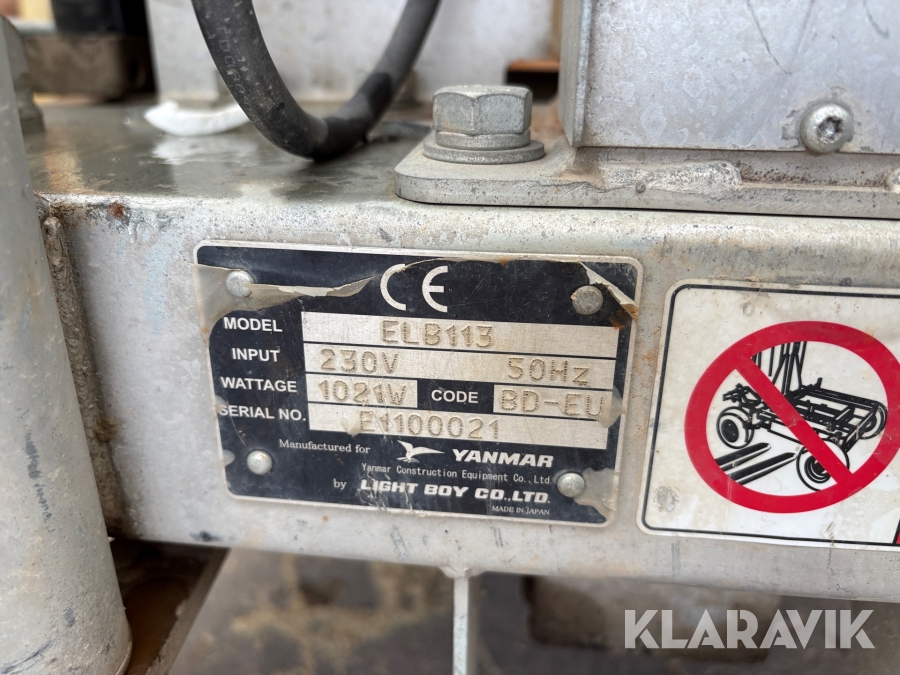 CE
MODEL ELB113
INPUT 230V 50Hz
WATTAGE 1021W CODE BD-EU
SERIAL NO. E1100021
Manufactured for YANMAR
Yanmar Construction Equipment Co.,Ltd
by LIGHT BOY CO.,LTD.
MADE IN JAPAN
KLARAVIK